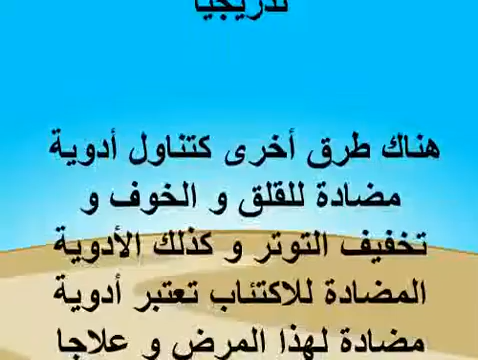 تدريجيا
هناك طرق أخرى كتناول أدوية
مضادة للقلق و الخوف و
تخفيف التوتر و كذلك الأدوية
المضادة للاكتئاب تعتبر أدوية
مضادة لهذا المرض و علاجا